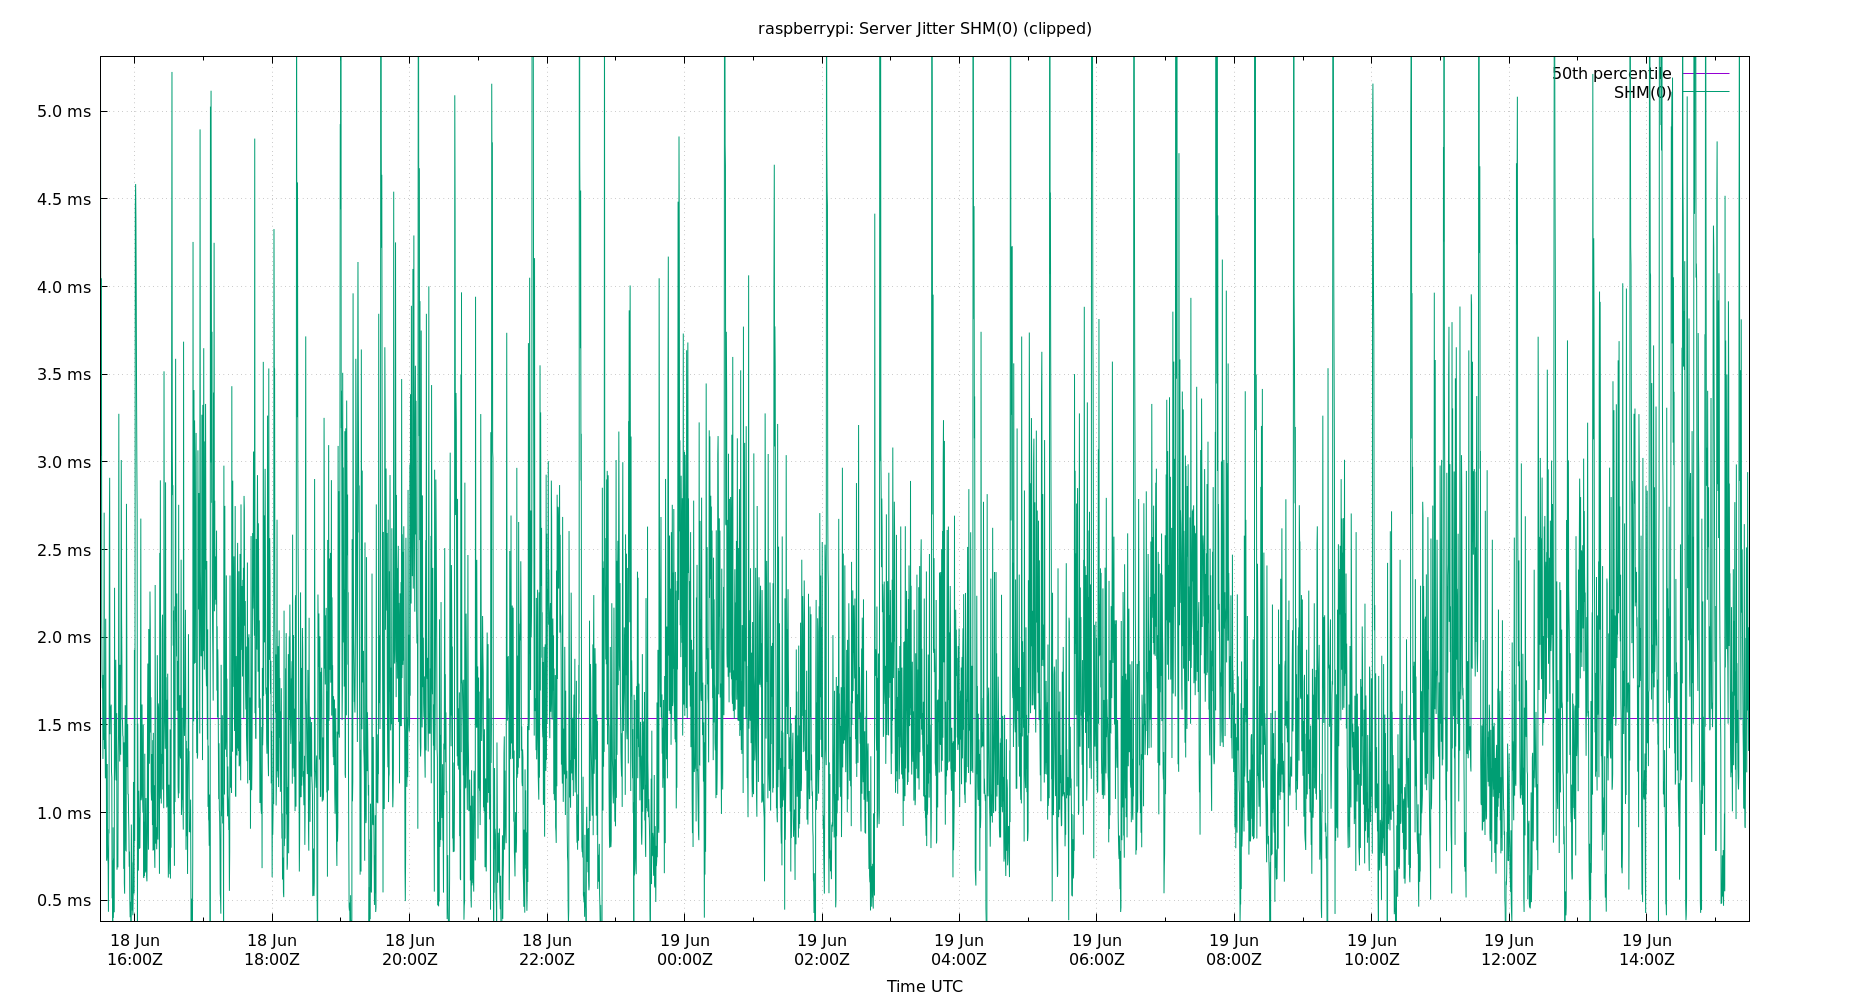 raspberrypi: Server Jitter SHM(0) (clipped)
50th percentile
SHM(0)
5.0 ms
4.5 ms
4.0 ms
3.5 ms
3.0 ms
2.5 ms
2.0 ms
1.5 ms
1.0 ms
0.5 ms
18 Jun 18 Jun 18 Jun 18 Jun 19 Jun 19 Jun 19 Jun 19 Jun 19 Jun 19 Jun 19 Jun 19 Jun
16:00Z 18:00Z 20:00Z 22:00Z 00:00Z 02:00Z 04:00Z 06:00Z 08:00Z 10:00Z 12:00Z 14:00Z
Time UTC